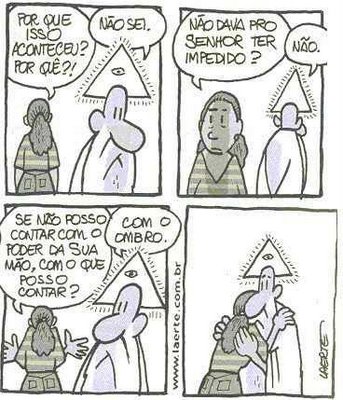 POR QUE
ISSO
ACONTECEU?
POR QUÊ?!
NÃO SEI.
NÃO DAVA PRO
SENHOR TER
IMPEDIDO?
NÃO.
SE NÃO POSSO
CONTAR COM O
PODER DA SUA
MÃO, COM O QUE
POSSO
CONTAR?
COM O
OMBRO.
www.laerte.com.br
LAERTE